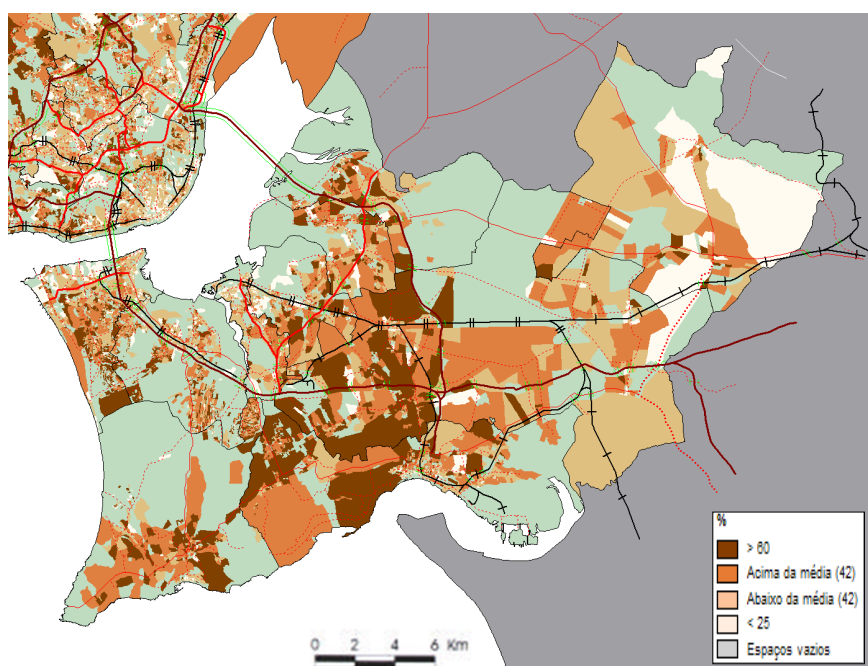 %
> 60
Acima da média (42)
Abaixo da média (42)
< 25
Espaços vazios
0 2 4 6 Km